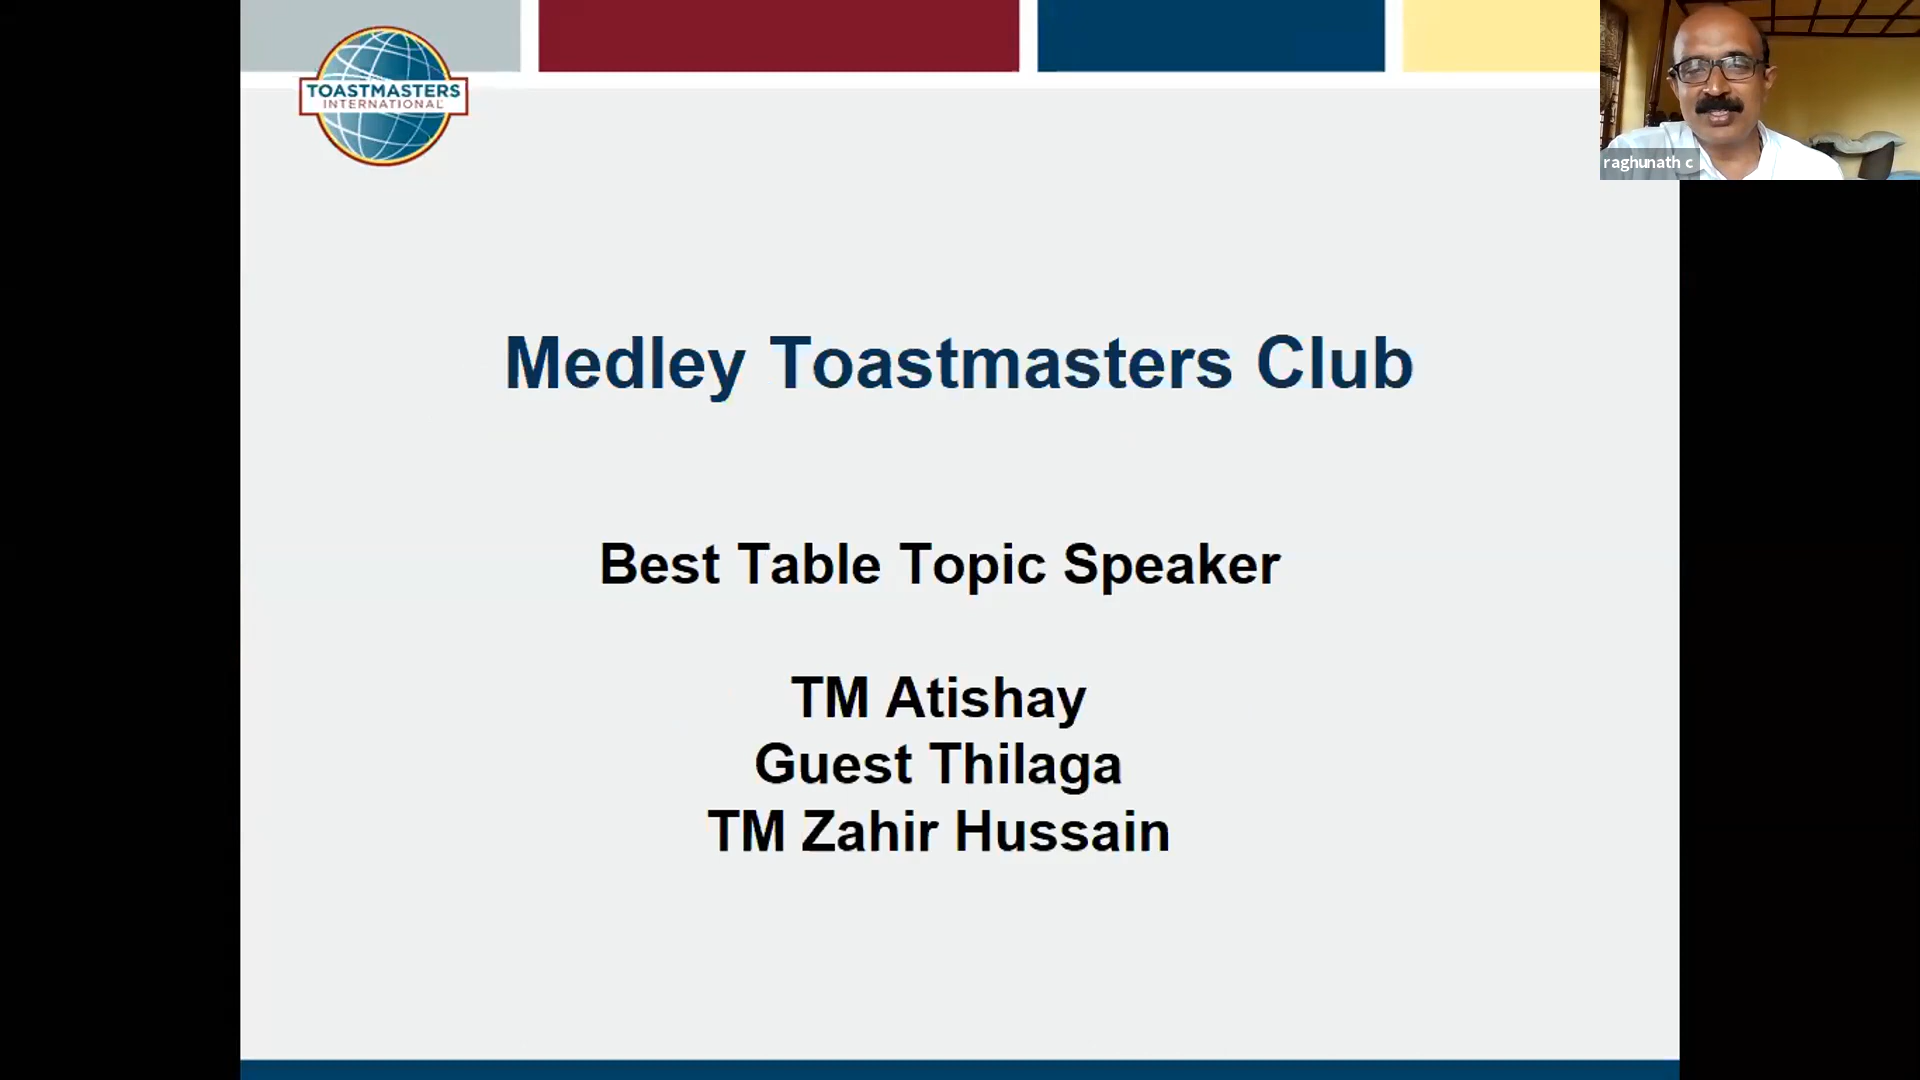 TOASTMASTERS
INTERNATIONAL
raghunath c
Medley Toastmasters Club
Best Table Topic Speaker
TM Atishay
Guest Thilaga
TM Zahir Hussain